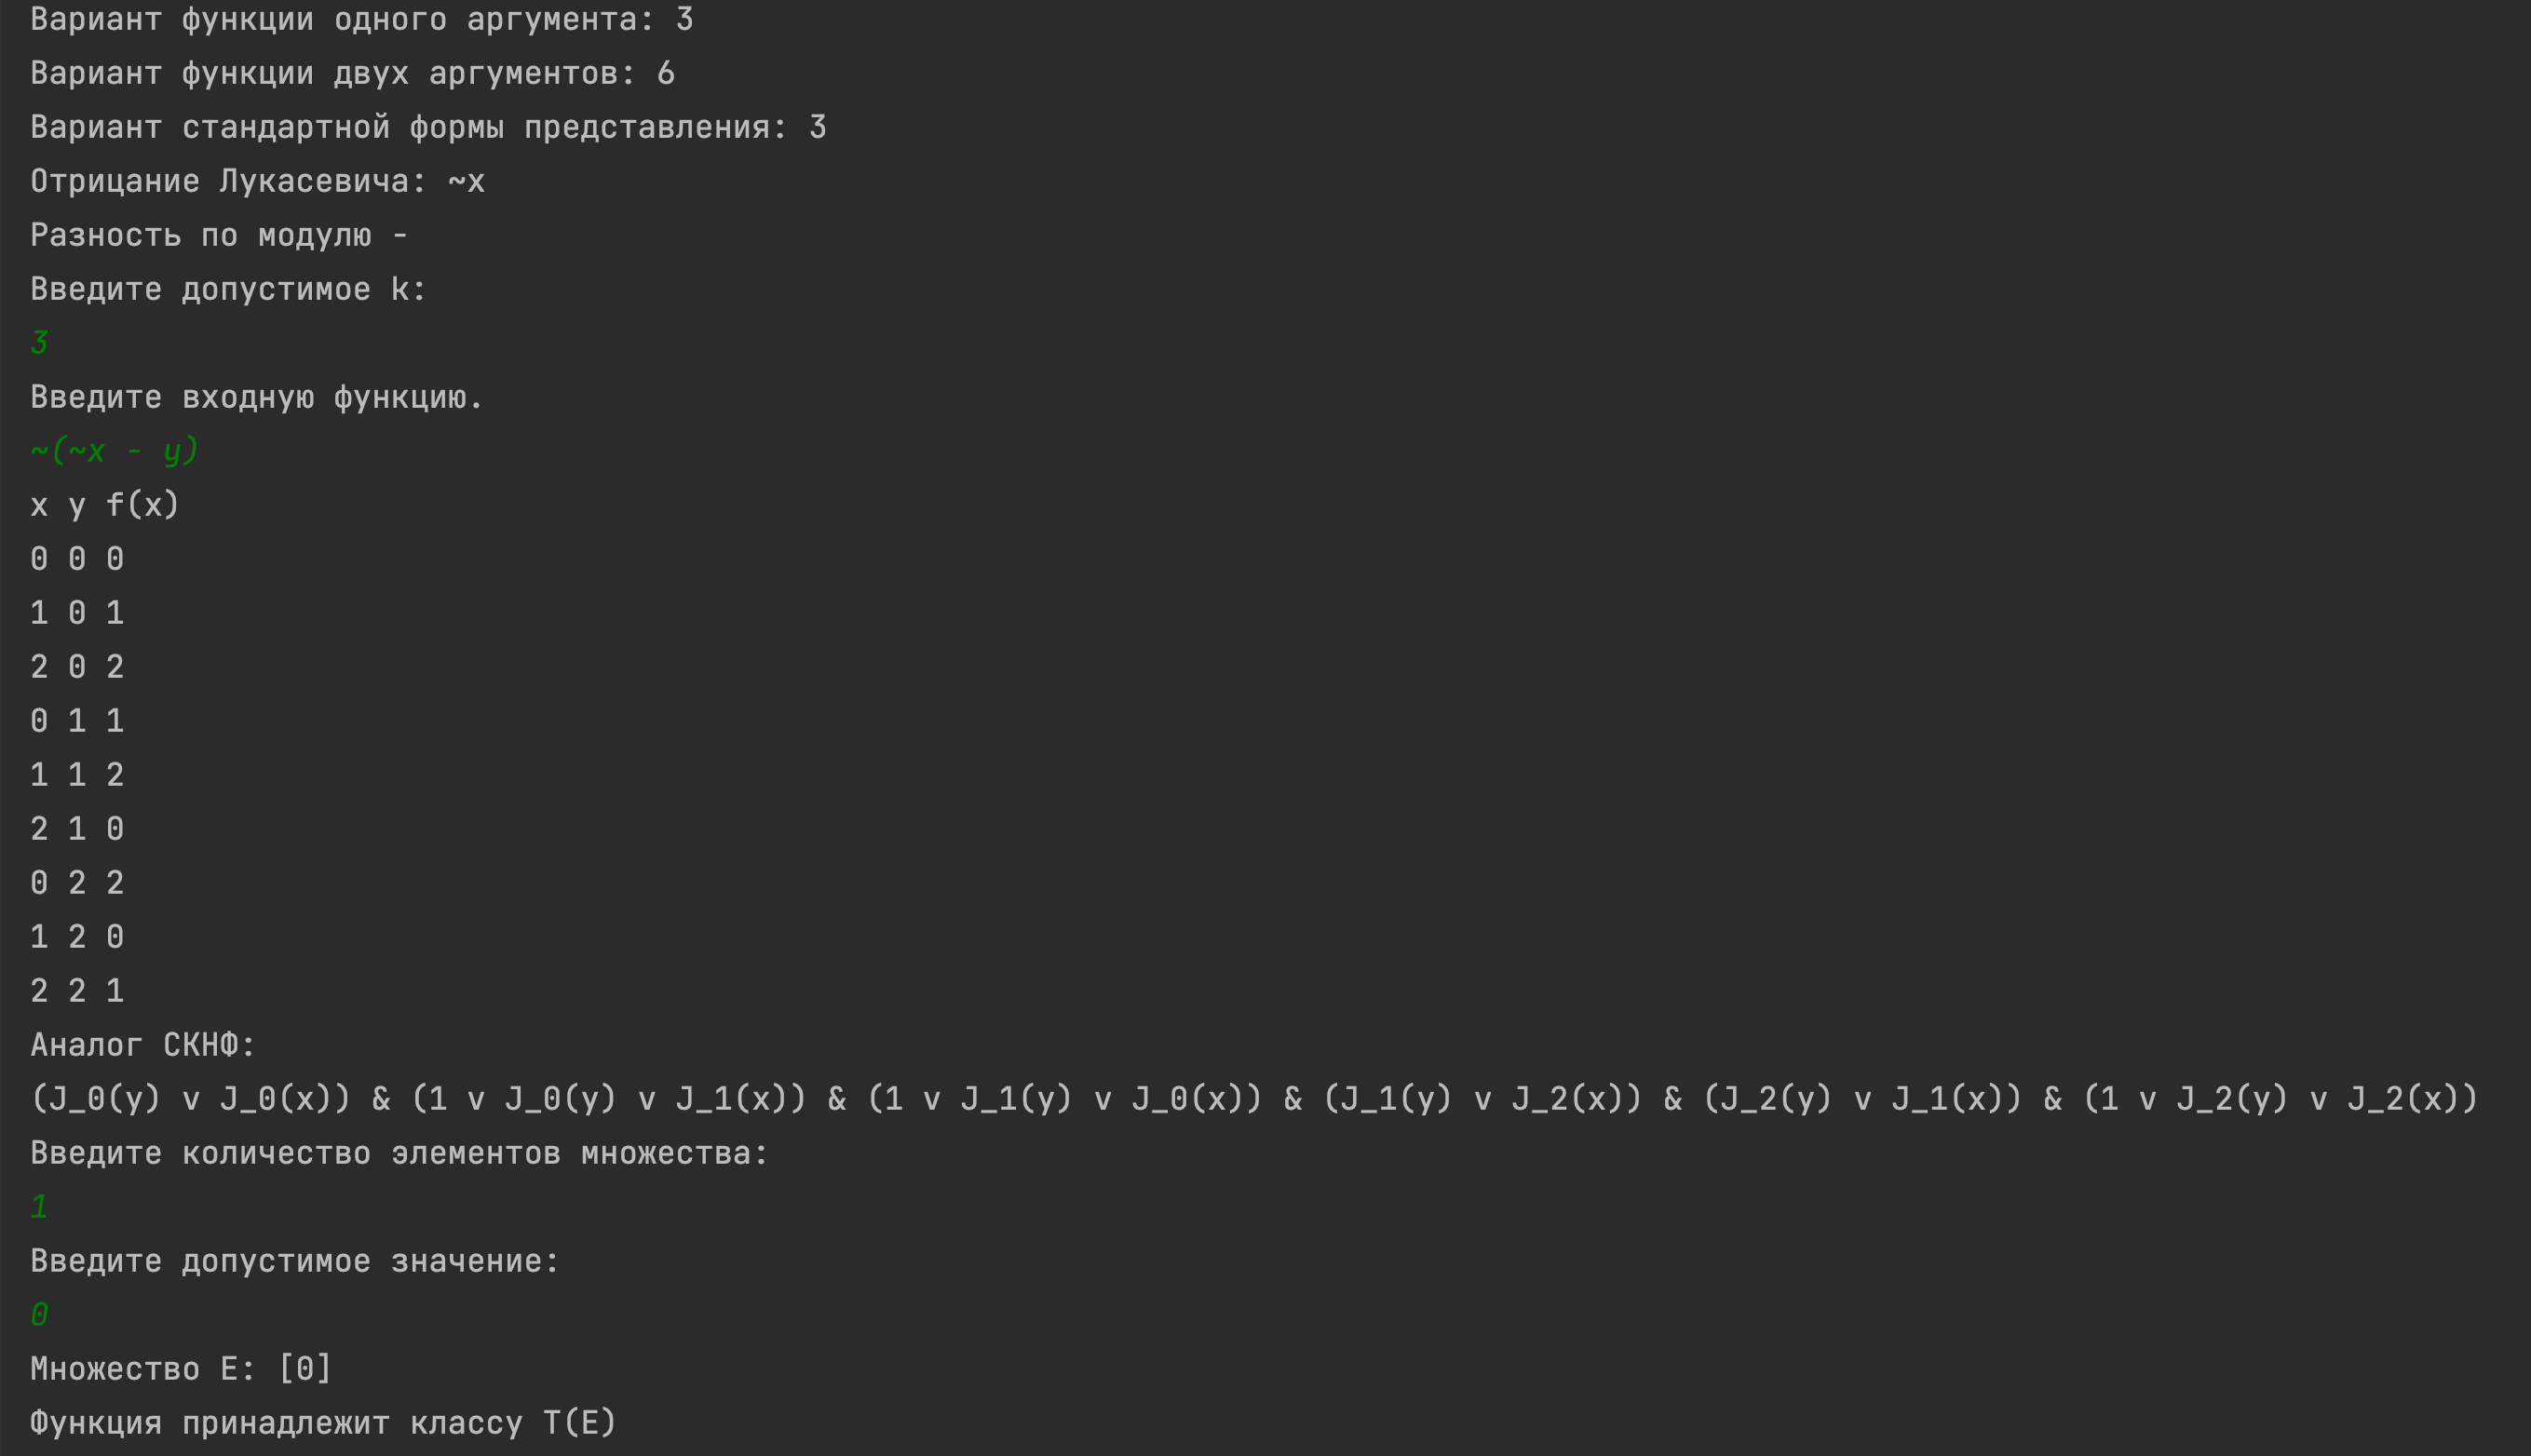 Вариант функции одного аргумента: 3
Вариант функции двух аргументов: 6
Вариант стандартной формы представления: 3
Отрицание Лукасевича: ~x
Разность по модулю -
Введите допустимое k:
3
Введите входную функцию.
~(~x - y)
x y f(x)
0 0 0
1 0 1
2 0 2
0 1 1
1 1 2
2 1 0
0 2 2
1 2 0
2 2 1
Аналог СКНФ:
(J_0(y) v J_0(x)) & (1 v J_0(y) v J_1(x)) & (1 v J_1(y) v J_0(x)) & (J_1(y) v J_2(x)) & (J_2(y) v J_1(x)) & (1 v J_2(y) v J_2(x))
Введите количество элементов множества:
1
Введите допустимое значение:
0
Множество E: [0]
Функция принадлежит классу T(E)